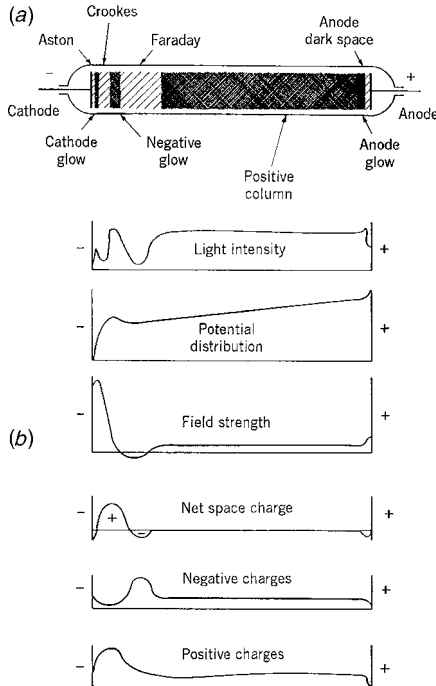 (a)
Crookes
Aston
Faraday
Anode
dark space
−
+
Cathode
Anode
Cathode
glow
Negative
glow
Positive
column
Anode
glow
(b)
−
Light intensity
+
−
Potential
distribution
+
−
Field strength
+
−
Net space charge
+
+
−
−
Negative charges
+
−
Positive charges
+